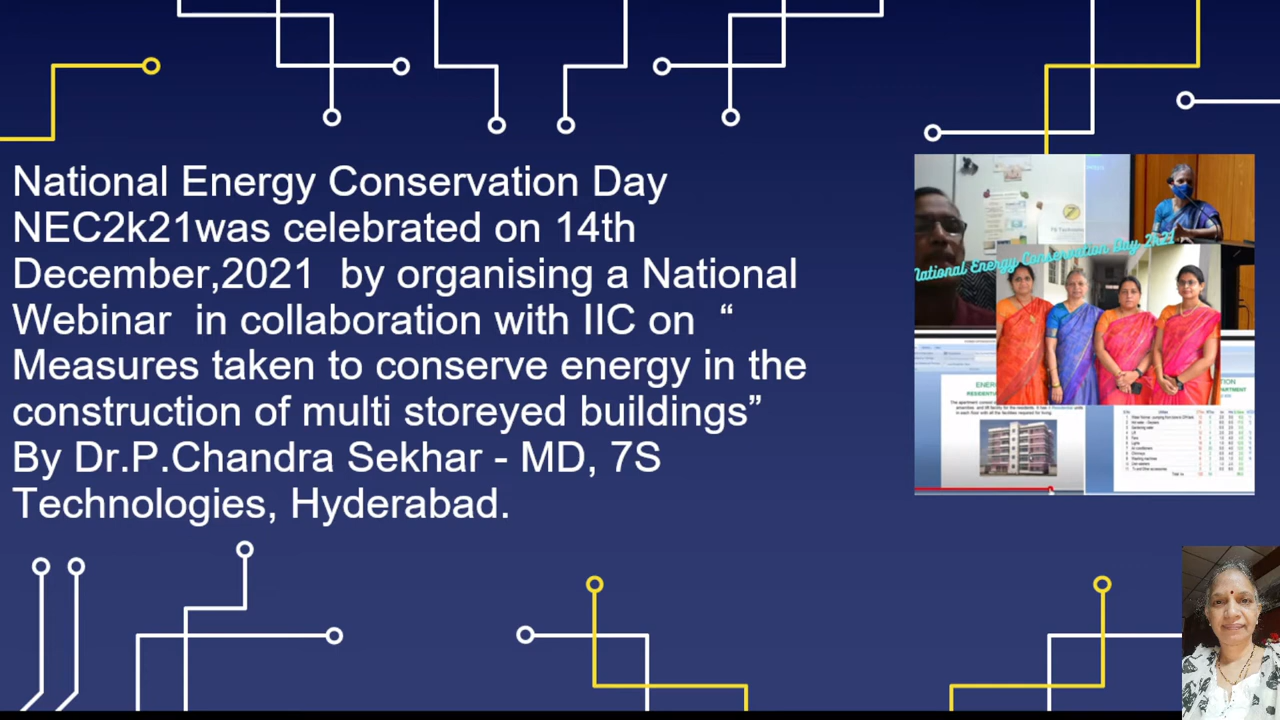 National Energy Conservation Day
NEC2k21was celebrated on 14th
December,2021 by organising a National
Webinar in collaboration with IIC on “
Measures taken to conserve energy in the
construction of multi storeyed buildings”
By Dr.P.Chandra Sekhar - MD, 7S
Technologies, Hyderabad.
National Energy Conservation Day 2k21